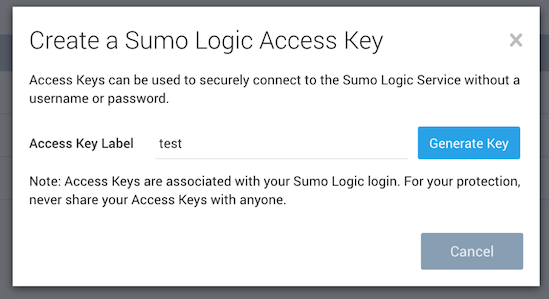 Create a Sumo Logic Access Key
×
Access Keys can be used to securely connect to the Sumo Logic Service without a
username or password.
Access Key Label test Generate Key
Note: Access Keys are associated with your Sumo Logic login. For your protection,
never share your Access Keys with anyone.
Cancel